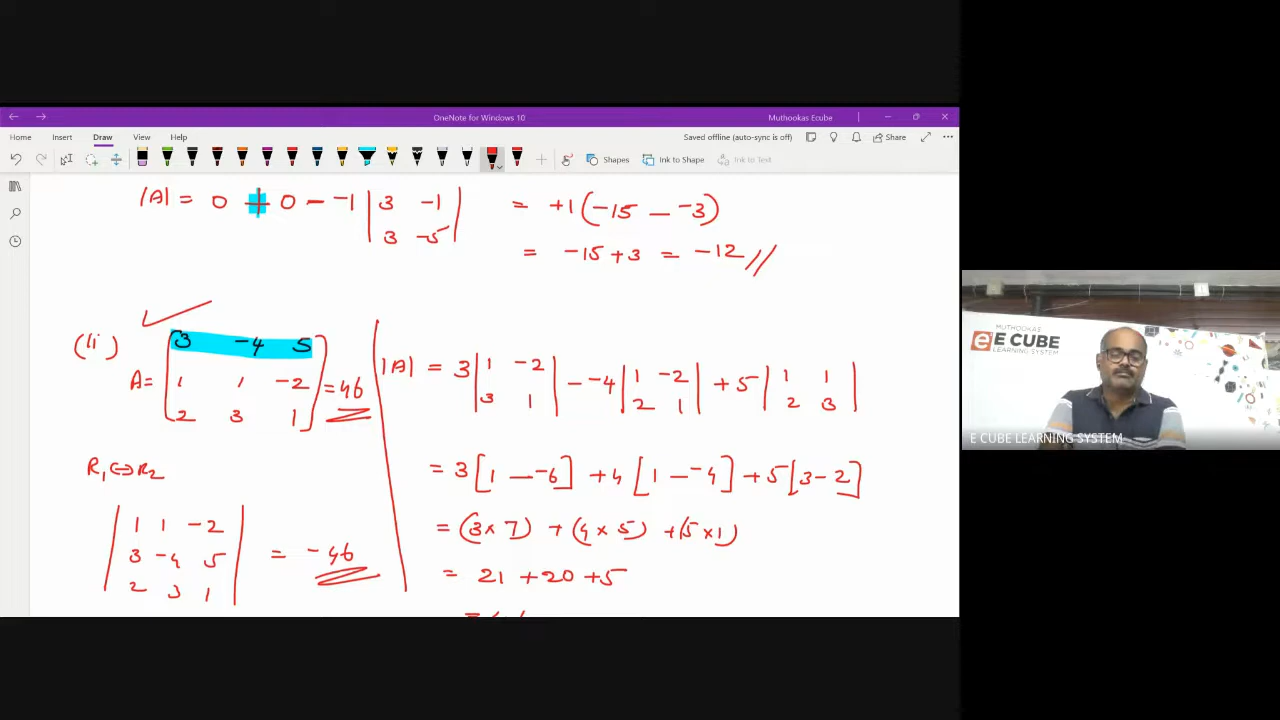 OneNote for Windows 10
Muthookas Ecube
Home Insert Draw View Help
Saved offline (auto-sync is off)
Share
Shapes
Ink to Shape
Ink to Text
|A| = 0 + 0 - -1 | 3 -1 | = +1 (-15 - -3)
| 3 -5 |
= -15 + 3 = -12 //
(ii)
A = [ 3 -4 5
1 1 -2
2 3 1 ] = 46
|A| = 3 | 1 -2 | - -4 | 1 -2 | + 5 | 1 1 |
| 3 1 | | 2 1 | | 2 3 |
= 3 [1 - -6] + 4 [1 - -4] + 5 [3 - 2]
= (3 × 7) + (4 × 5) + (5 × 1)
= 21 + 20 + 5
R₁ ⇔ R₂
| 1 1 -2 |
| 3 -4 5 | = -46
| 2 3 1 |
MUTHOOKAS
e E CUBE
LEARNING SYSTEM
E CUBE LEARNING SYSTEM